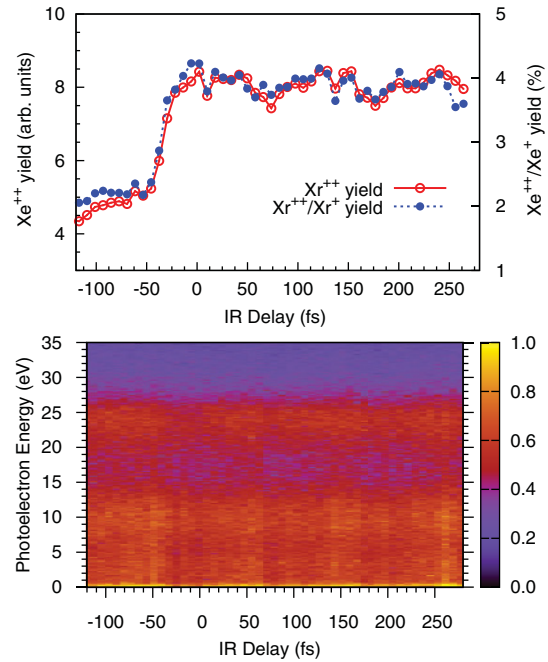 10
8
6
4
Xe++ yield (arb. units)
5
4
3
2
1
Xe++/Xe+ yield (%)
Xr++ yield
Xr++/Xr+ yield
-100 -50 0 50 100 150 200 250
IR Delay (fs)
35
30
25
20
15
10
5
0
Photoelectron Energy (eV)
1.0
0.8
0.6
0.4
0.2
0.0
-100 -50 0 50 100 150 200 250
IR Delay (fs)